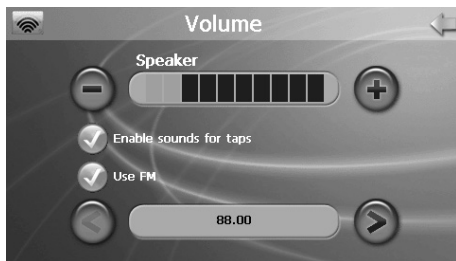 Volume
Speaker
Enable sounds for taps
Use FM
88.00